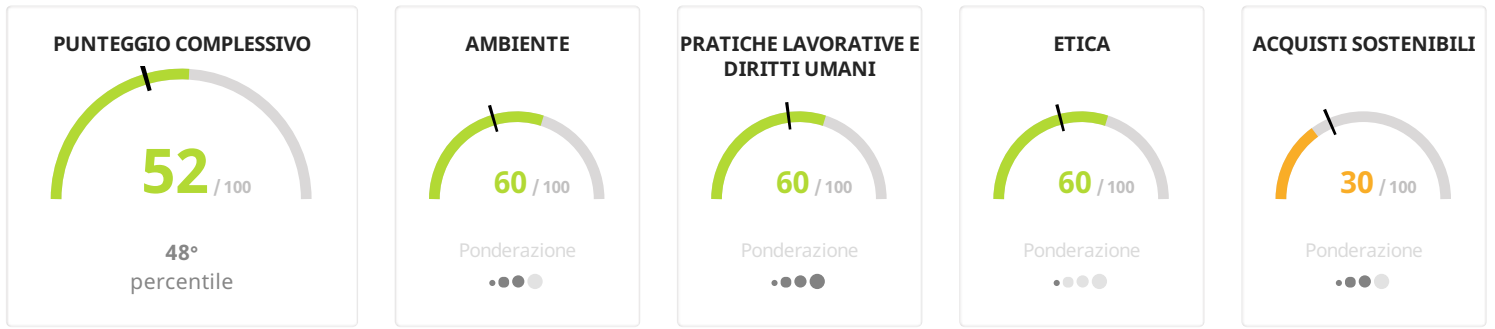 PUNTEGGIO COMPLESSIVO
52 / 100
48°
percentile
AMBIENTE
60 / 100
Ponderazione
PRATICHE LAVORATIVE E
DIRITTI UMANI
60 / 100
Ponderazione
ETICA
60 / 100
Ponderazione
ACQUISTI SOSTENIBILI
30 / 100
Ponderazione